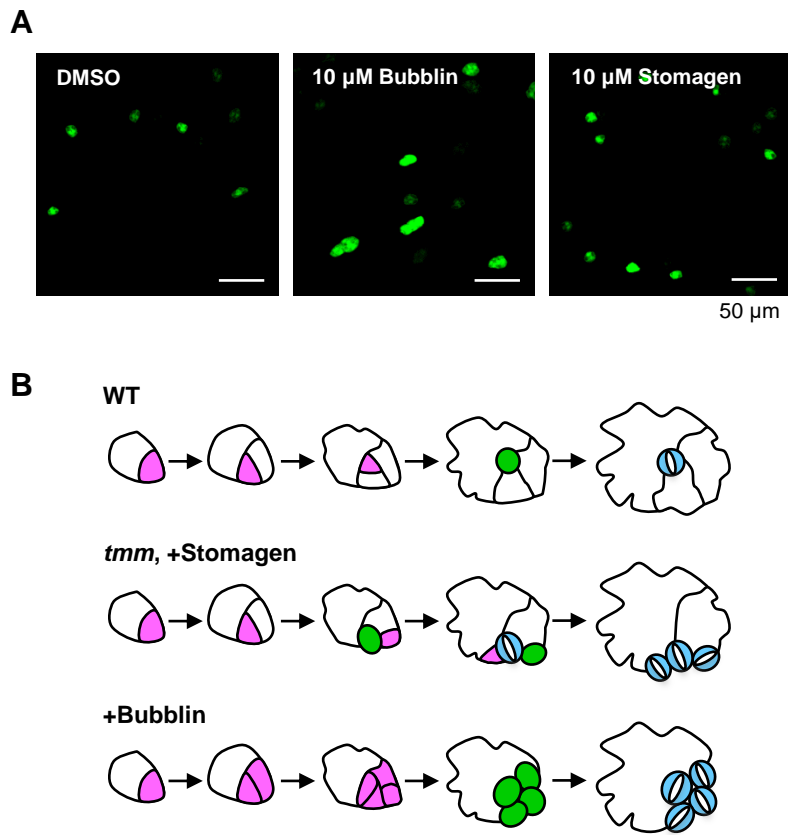 A
DMSO
10 µM Bubblin
10 µM Stomagen
50 µm
B
WT
tmm, +Stomagen
+Bubblin